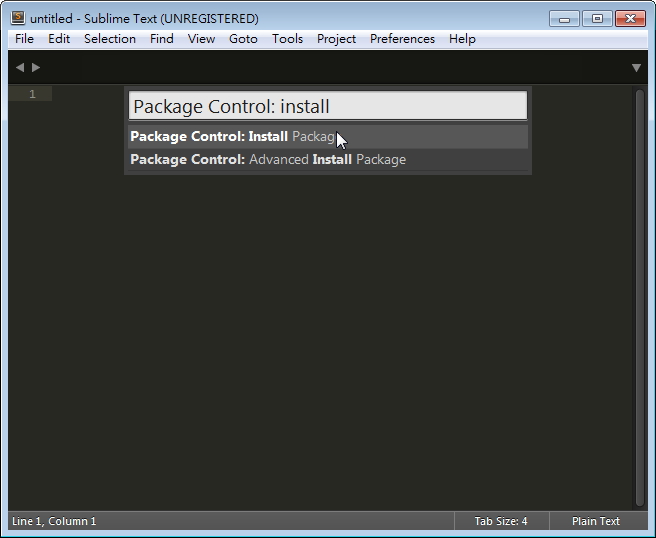 untitled - Sublime Text (UNREGISTERED)
File Edit Selection Find View Goto Tools Project Preferences Help
1
Package Control: install
Package Control: Install Packag
Package Control: Advanced Install Package
Line 1, Column 1 Tab Size: 4 Plain Text